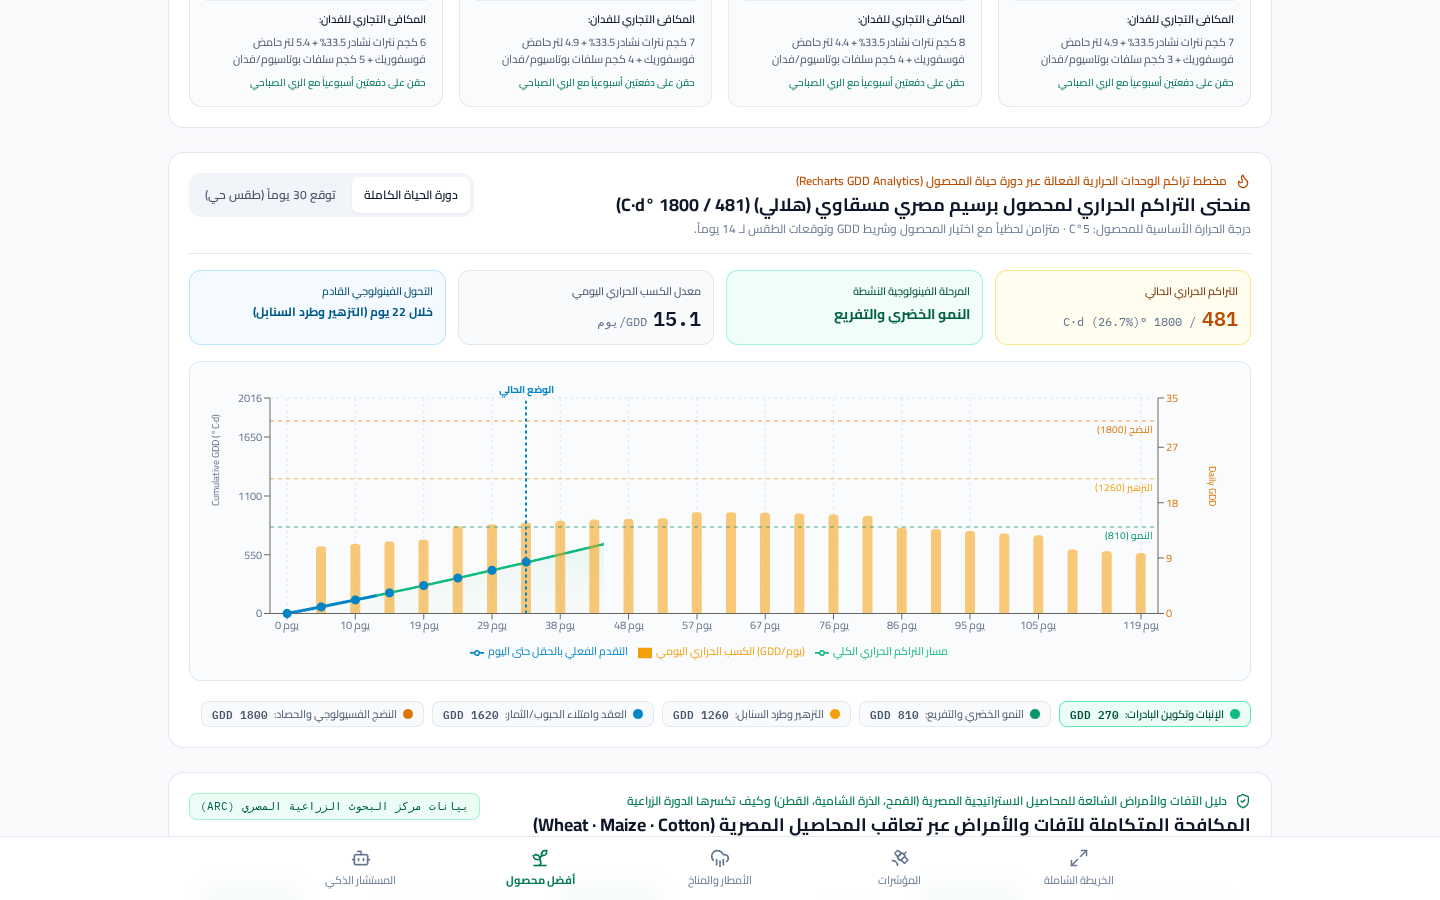 المكافئ التجاري للفدان:
7 كجم نترات نشادر 33.5% + 4.9 لتر حامض
فوسفوريك + 3 كجم سلفات بوتاسيوم/فدان
حقن على دفعتين أسبوعياً مع الري الصباحي
المكافئ التجاري للفدان:
8 كجم نترات نشادر 33.5% + 4.4 لتر حامض
فوسفوريك + 4 كجم سلفات بوتاسيوم/فدان
حقن على دفعتين أسبوعياً مع الري الصباحي
المكافئ التجاري للفدان:
7 كجم نترات نشادر 33.5% + 4.9 لتر حامض
فوسفوريك + 4 كجم سلفات بوتاسيوم/فدان
حقن على دفعتين أسبوعياً مع الري الصباحي
المكافئ التجاري للفدان:
6 كجم نترات نشادر 33.5% + 5.4 لتر حامض
فوسفوريك + 5 كجم سلفات بوتاسيوم/فدان
حقن على دفعتين أسبوعياً مع الري الصباحي
مخطط تراكم الوحدات الحرارية الفعالة عبر دورة حياة المحصول (Recharts GDD Analytics)
منحنى التراكم الحراري لمحصول برسيم مصري مسقاوي (هلالي) (481 / 1800 °C·d)
درجة الحرارة الأساسية للمحصول: 5°C · متزامن لحظياً مع اختيار المحصول وشريط GDD وتوقعات الطقس لـ 14 يوماً.
دورة الحياة الكاملة
توقع 30 يوماً (طقس حي)
التراكم الحراري الحالي
481 / 1800 °C·d (26.7%)
المرحلة الفينولوجية النشطة
النمو الخضري والتفريع
معدل الكسب الحراري اليومي
15.1 GDD/يوم
التحول الفينولوجي القادم
خلال 22 يوم (التزهير وطرد السنابل)
الوضع الحالي
2016
1650
1100
550
0
Cumulative GDD (°C·d)
35
27
18
9
0
Daily GDD
النضج (1800)
التزهير (1260)
النمو (810)
يوم 0
يوم 10
يوم 19
يوم 29
يوم 38
يوم 48
يوم 57
يوم 67
يوم 76
يوم 86
يوم 95
يوم 105
يوم 119
مسار التراكم الحراري الكلي
الكسب الحراري اليومي (GDD/يوم)
التقدم الفعلي بالحقل حتى اليوم
الإنبات وتكوين البادرات: 270 GDD
النمو الخضري والتفريع: 810 GDD
التزهير وطرد السنابل: 1260 GDD
العقد وامتلاء الحبوب/الثمار: 1620 GDD
النضج الفسيولوجي والحصاد: 1800 GDD
دليل الآفات والأمراض الشائعة للمحاصيل الاستراتيجية المصرية (القمح، الذرة الشامية، القطن) وكيف تكسرها الدورة الزراعية
المكافحة المتكاملة للآفات والأمراض عبر تعاقب المحاصيل المصرية (Wheat · Maize · Cotton)
بيانات مركز البحوث الزراعية المصري (ARC)
الخريطة الشاملة
المؤشرات
الأمطار والمناخ
أفضل محصول
المستشار الذكي